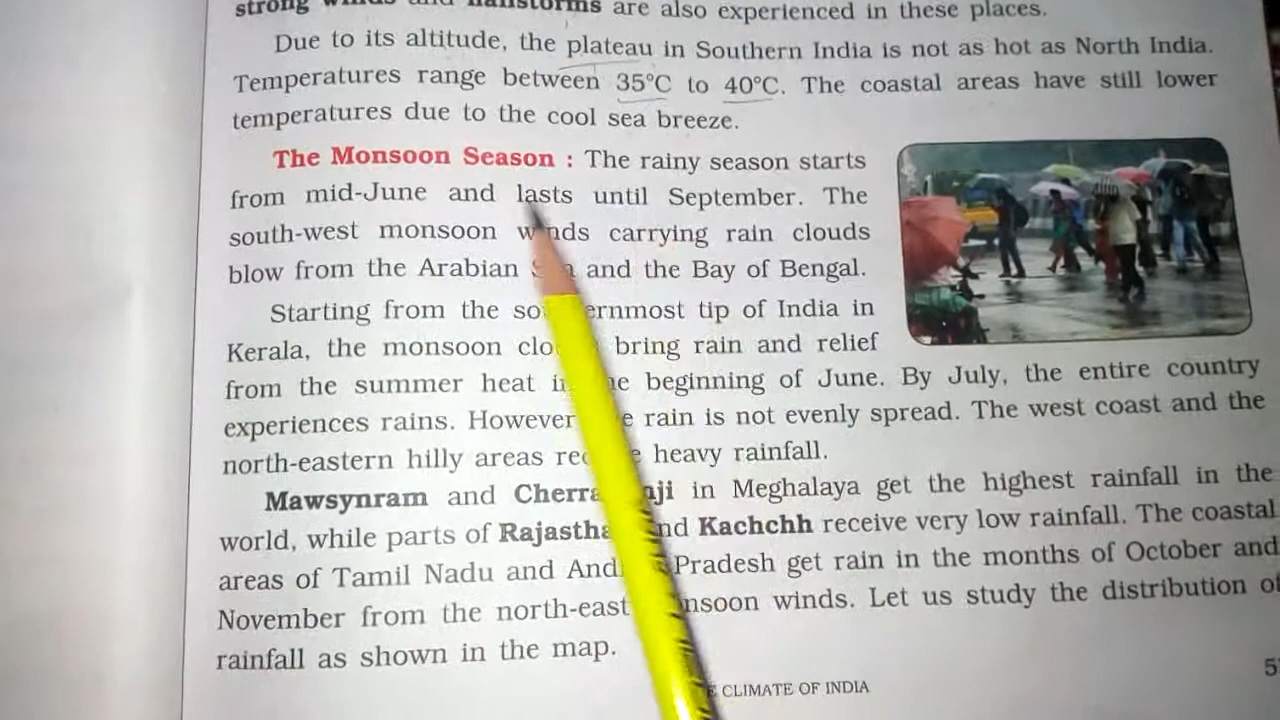 strong winds and hailstorms are also experienced in these places.
Due to its altitude, the plateau in Southern India is not as hot as North India.
Temperatures range between 35°C to 40°C. The coastal areas have still lower
temperatures due to the cool sea breeze.
The Monsoon Season : The rainy season starts
from mid-June and lasts until September. The
south-west monsoon winds carrying rain clouds
blow from the Arabian Sea and the Bay of Bengal.
Starting from the southernmost tip of India in
Kerala, the monsoon clouds bring rain and relief
from the summer heat in the beginning of June. By July, the entire country
experiences rains. However the rain is not evenly spread. The west coast and the
north-eastern hilly areas receive heavy rainfall.
Mawsynram and Cherrapunji in Meghalaya get the highest rainfall in the
world, while parts of Rajasthan and Kachchh receive very low rainfall. The coastal
areas of Tamil Nadu and Andhra Pradesh get rain in the months of October and
November from the north-east monsoon winds. Let us study the distribution of
rainfall as shown in the map.
CLIMATE OF INDIA